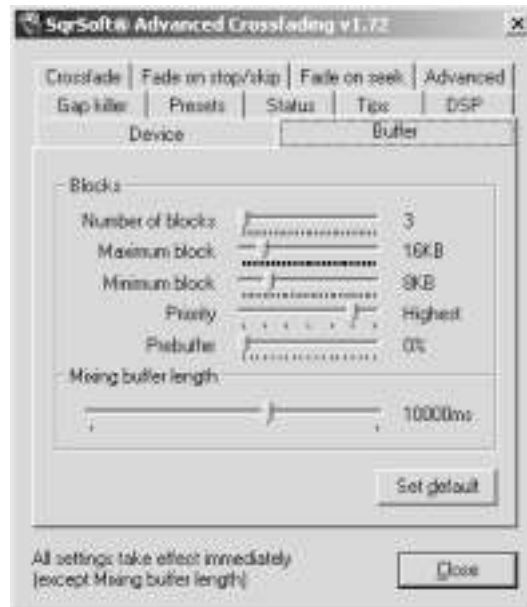 SqrSoft® Advanced Crossfading v1.72
Crossfade Fade on stop/skip Fade on seek Advanced
Gap killer Presets Status Tips DSP
Device Buffer
Blocks
Number of blocks 3
Maximum block 16KB
Minimum block 8KB
Priority Highest
Prebuffer 0%
Mixing buffer length
10000ms
Set default
All settings take effect immediately
(except Mixing buffer length)
Close